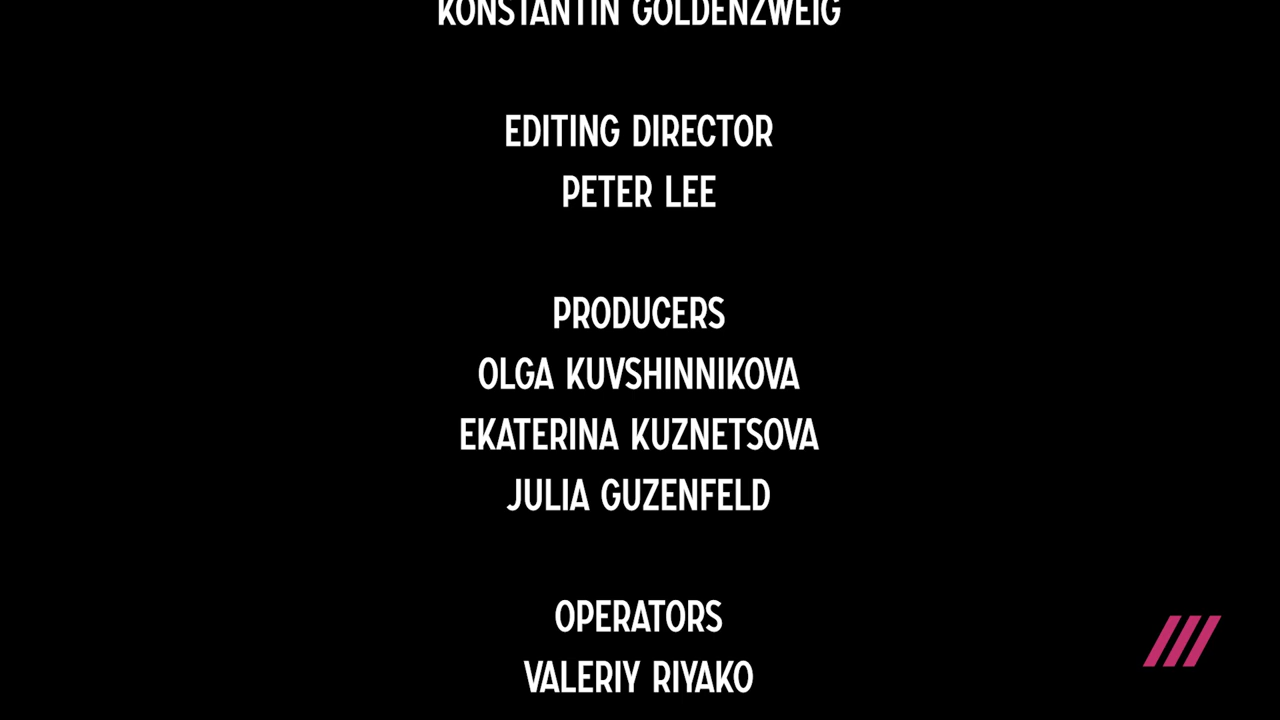 KONSTANTIN GOLDENZWEIG
EDITING DIRECTOR
PETER LEE
PRODUCERS
OLGA KUVSHINNIKOVA
EKATERINA KUZNETSOVA
JULIA GUZENFELD
OPERATORS
VALERIY RIYAKO